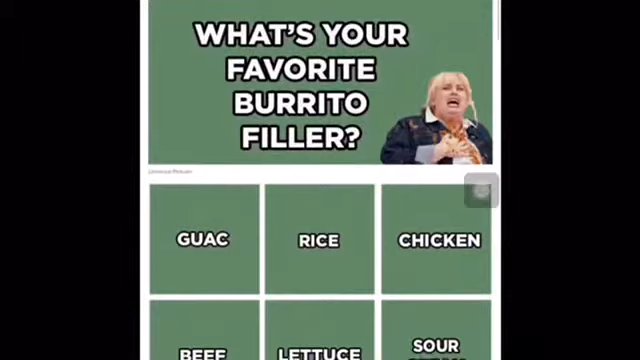 WHAT'S YOUR
FAVORITE
BURRITO
FILLER?
GUAC
RICE
CHICKEN
BEEF
LETTUCE
SOUR